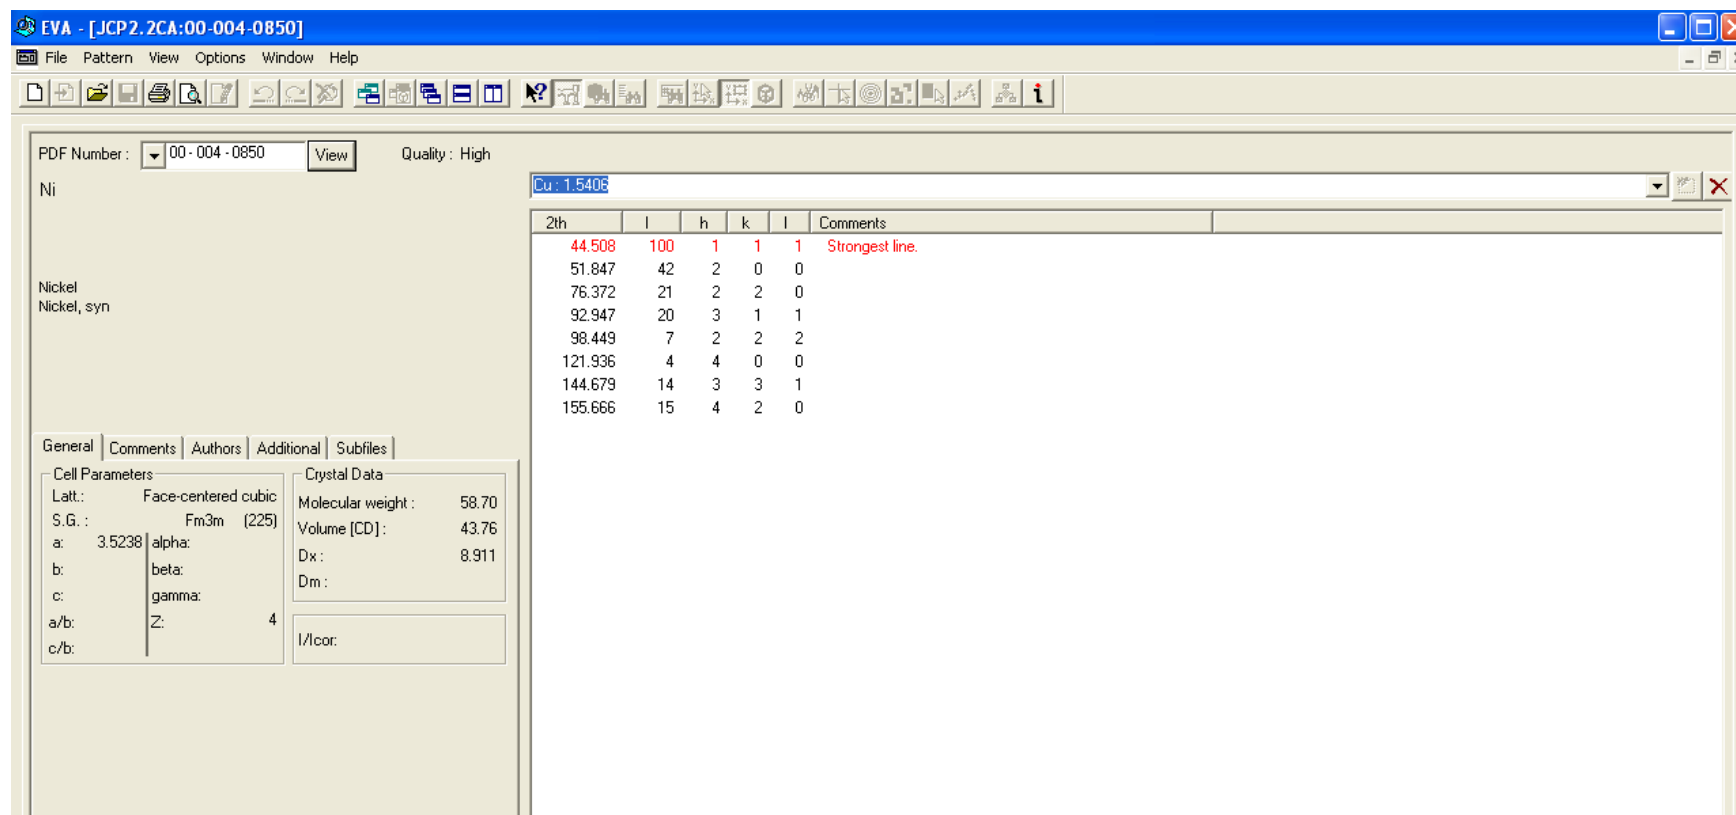 EVA - [JCP2.2CA:00-004-0850]
File Pattern View Options Window Help
PDF Number : 00 - 004 - 0850 View Quality : High
Ni
Cu : 1.5406
Nickel
Nickel, syn
2th I h k l Comments
44.508 100 1 1 1 Strongest line.
51.847 42 2 0 0
76.372 21 2 2 0
92.947 20 3 1 1
98.449 7 2 2 2
121.936 4 4 0 0
144.679 14 3 3 1
155.666 15 4 2 0
General Comments Authors Additional Subfiles
Cell Parameters
Latt.: Face-centered cubic
S.G. : Fm3m (225)
a: 3.5238 alpha:
b: beta:
c: gamma:
a/b: Z: 4
c/b:
Crystal Data
Molecular weight : 58.70
Volume [CD] : 43.76
Dx : 8.911
Dm :
I/Icor: